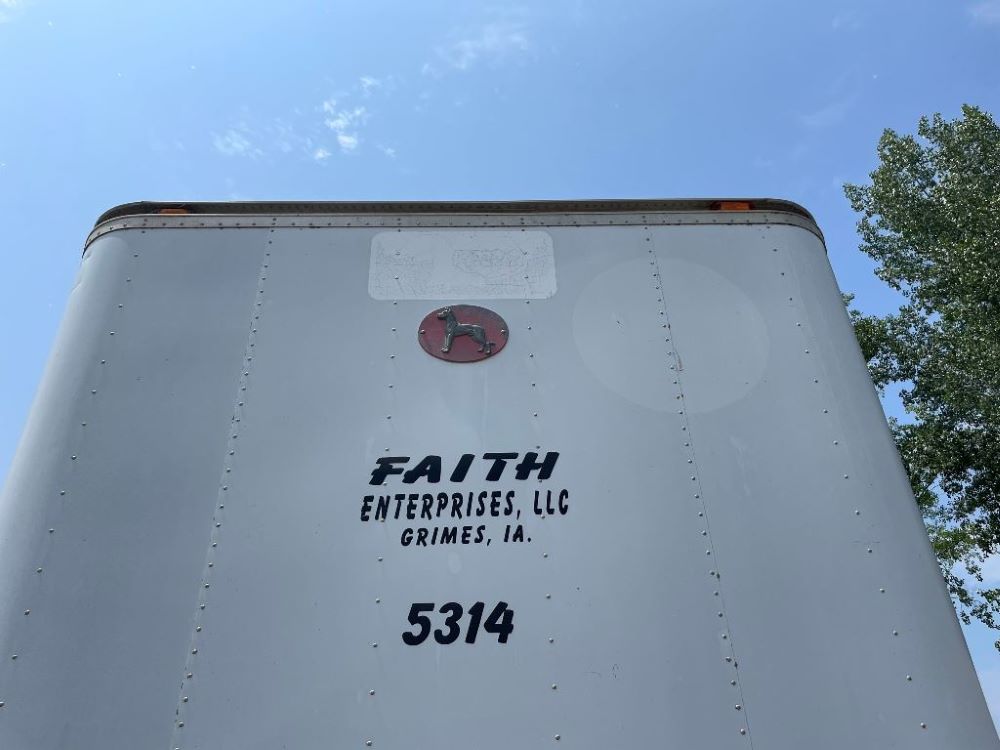 FAITH
ENTERPRISES, LLC
GRIMES, IA.
5314